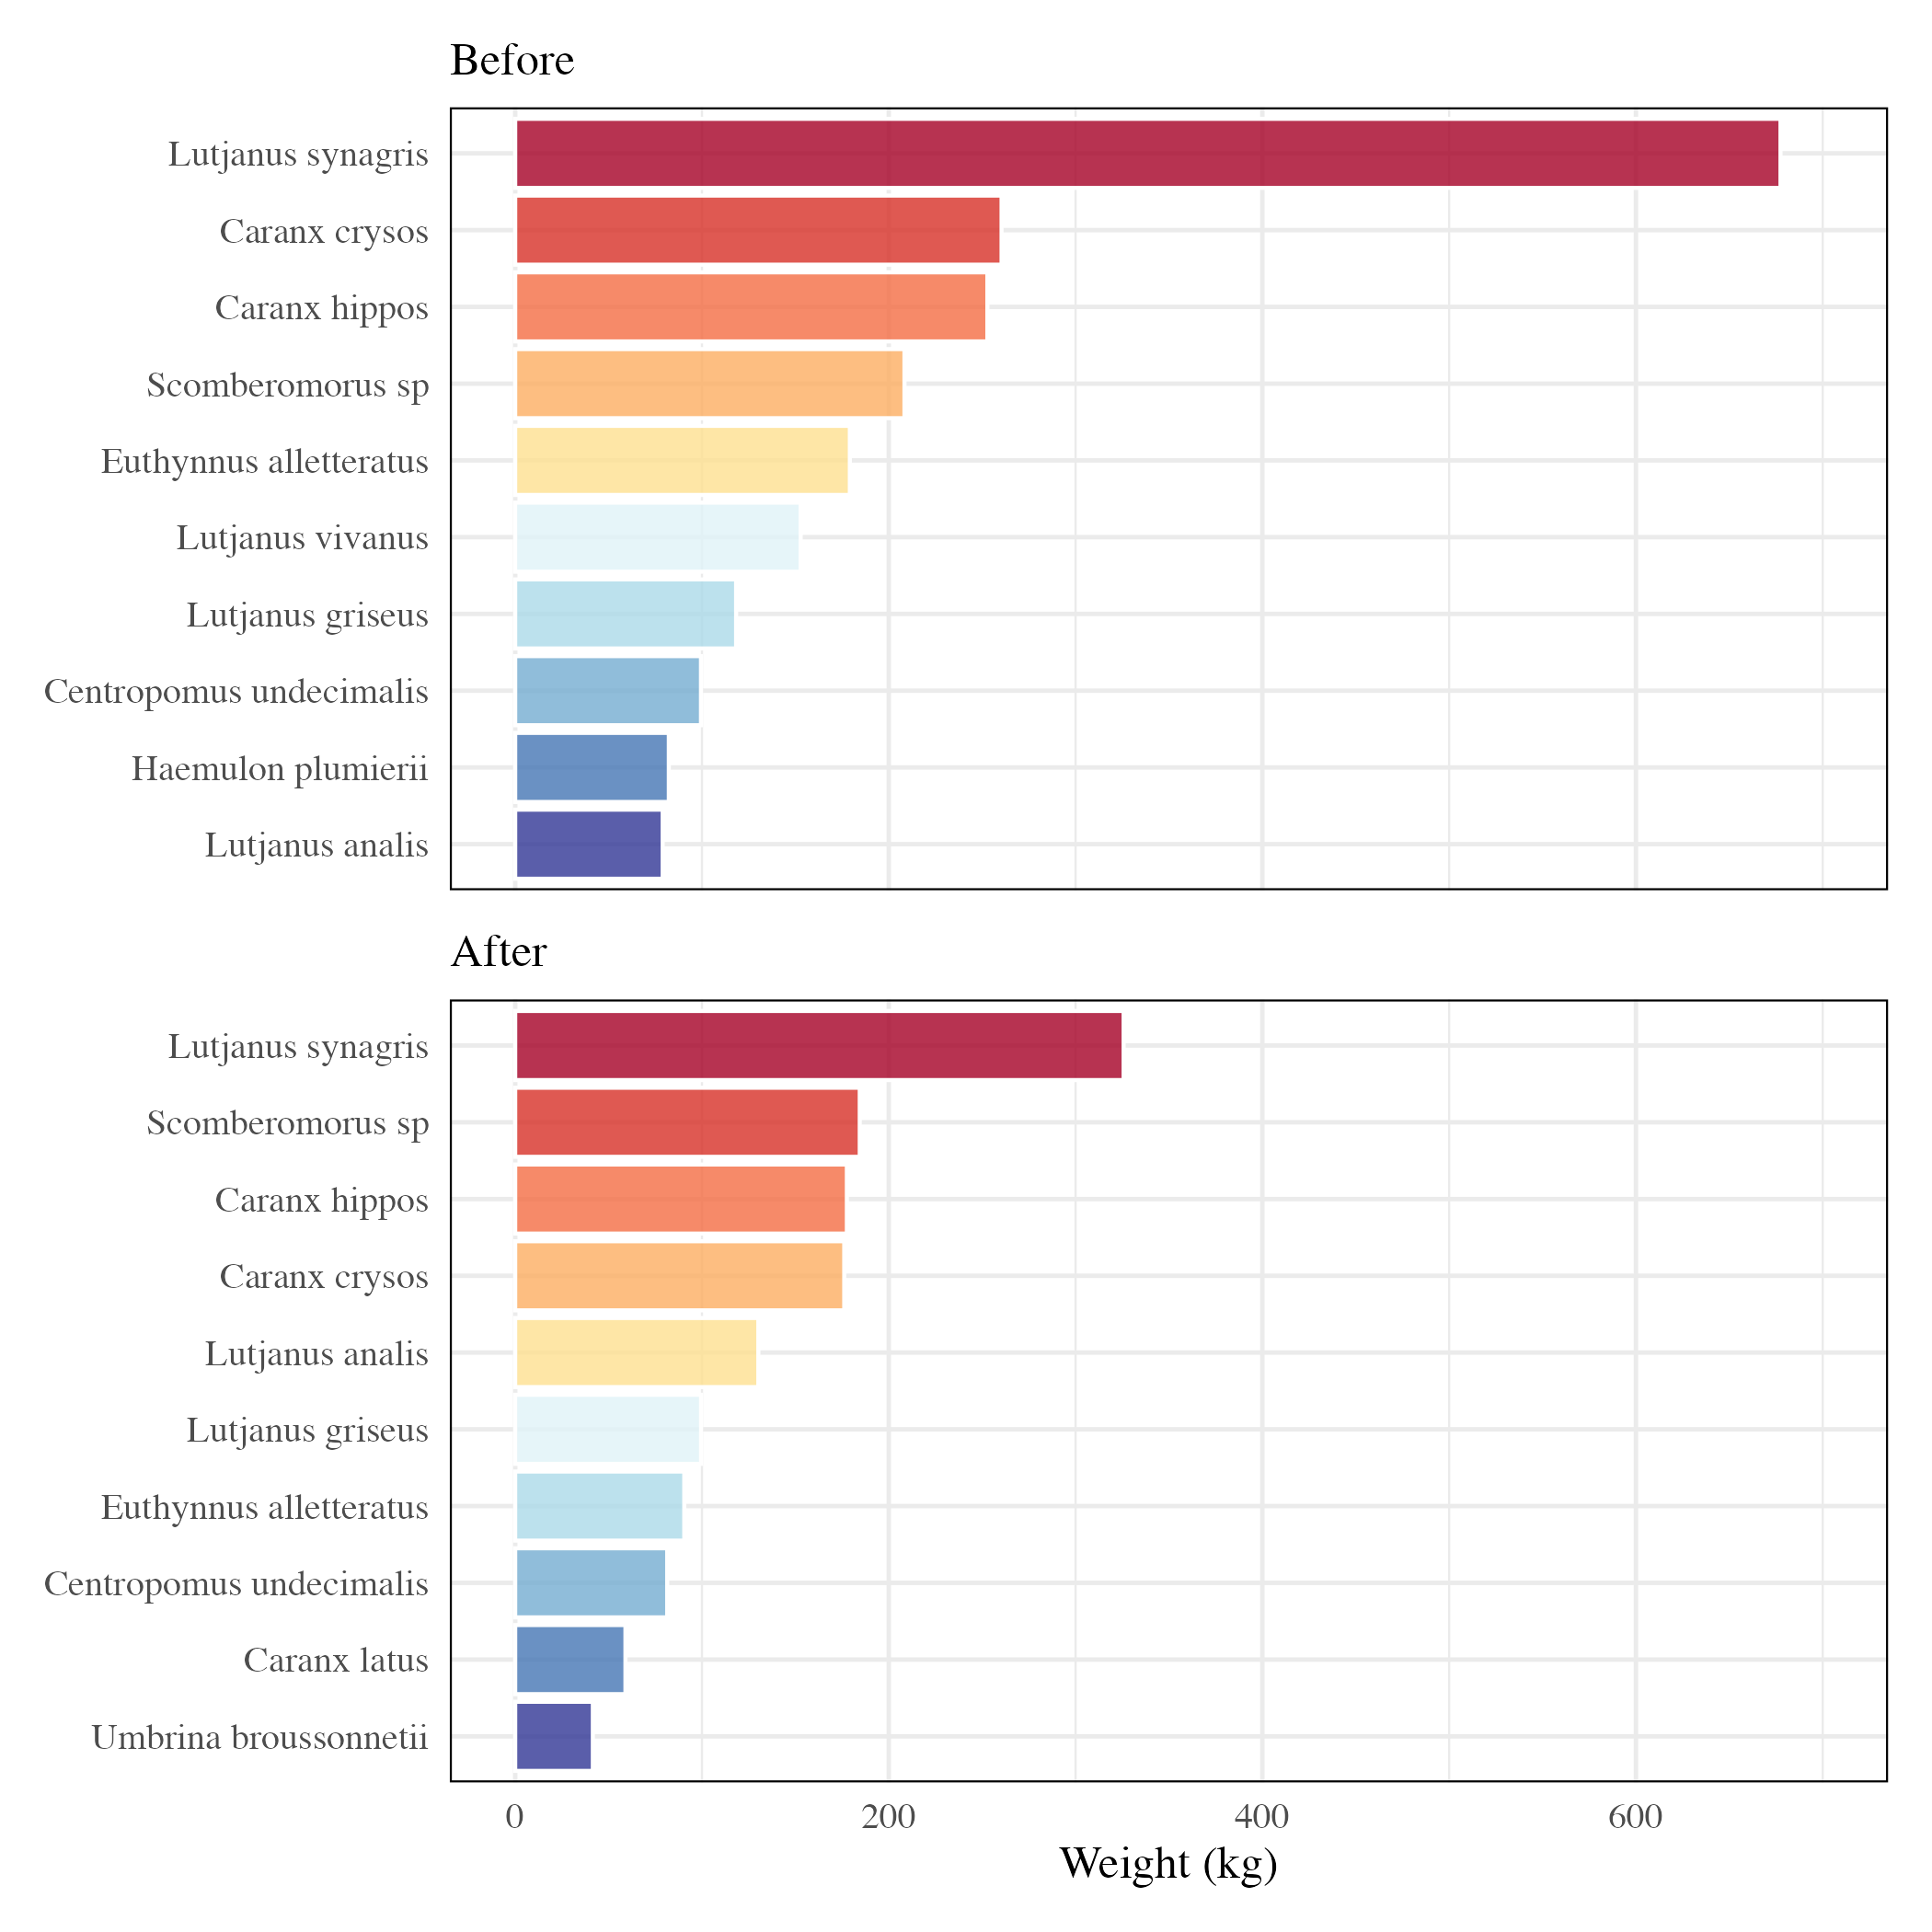 Before
Lutjanus synagris
Caranx crysos
Caranx hippos
Scomberomorus sp
Euthynnus alletteratus
Lutjanus vivanus
Lutjanus griseus
Centropomus undecimalis
Haemulon plumierii
Lutjanus analis
After
Lutjanus synagris
Scomberomorus sp
Caranx hippos
Caranx crysos
Lutjanus analis
Lutjanus griseus
Euthynnus alletteratus
Centropomus undecimalis
Caranx latus
Umbrina broussonnetii
0 200 400 600
Weight (kg)